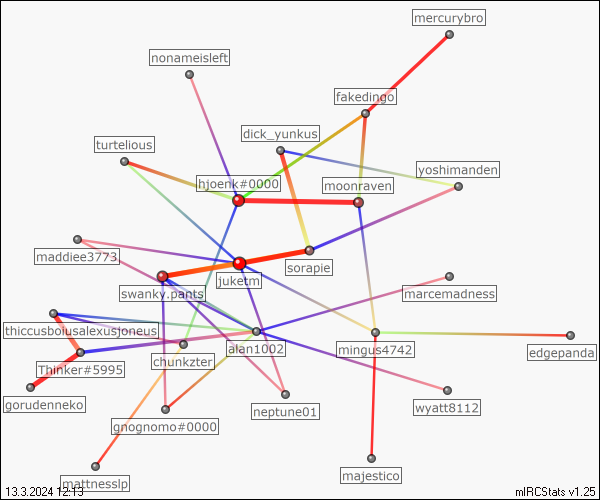 mercurybro
nonameisleft
fakedingo
dick_yunkus
turtelious
yoshimanden
hjoenk#0000
moonraven
maddiee3773
sorapie
juketm
swanky.pants
marcemadness
thiccusboiusalexusjoneus
alan1002
mingus4742
edgepanda
chunkzter
Thinker#5995
gorudenneko
neptune01
wyatt8112
gnognomo#0000
majestico
mattnesslp
13.3.2024 12:13
mIRCStats v1.25